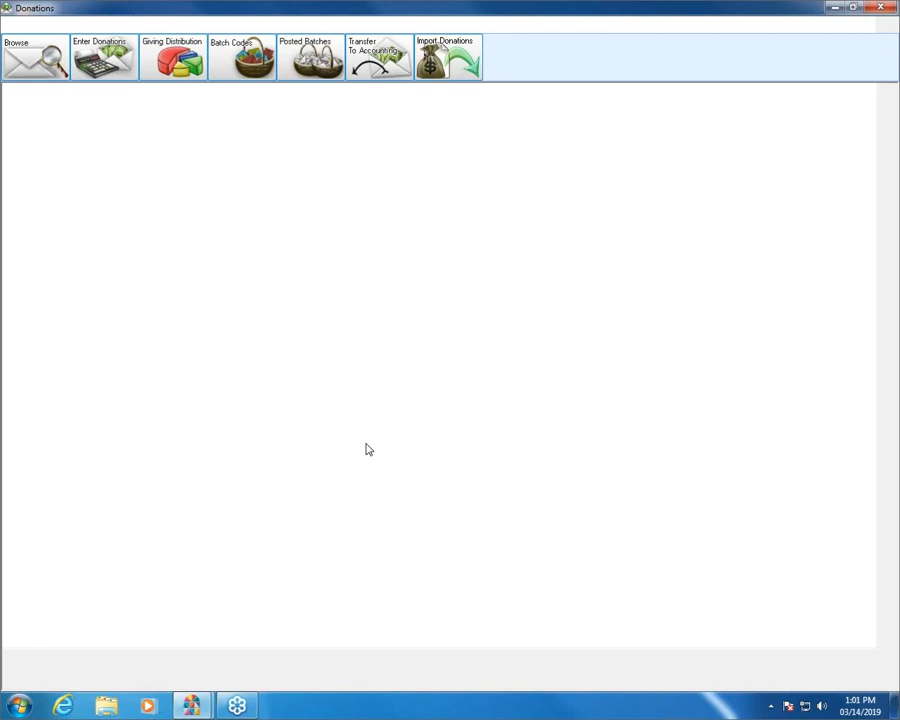 Donations
Browse
Enter Donations
Giving Distribution
Batch Codes
Posted Batches
Transfer
To Accounting
Import Donations
1:01 PM
03/14/2019